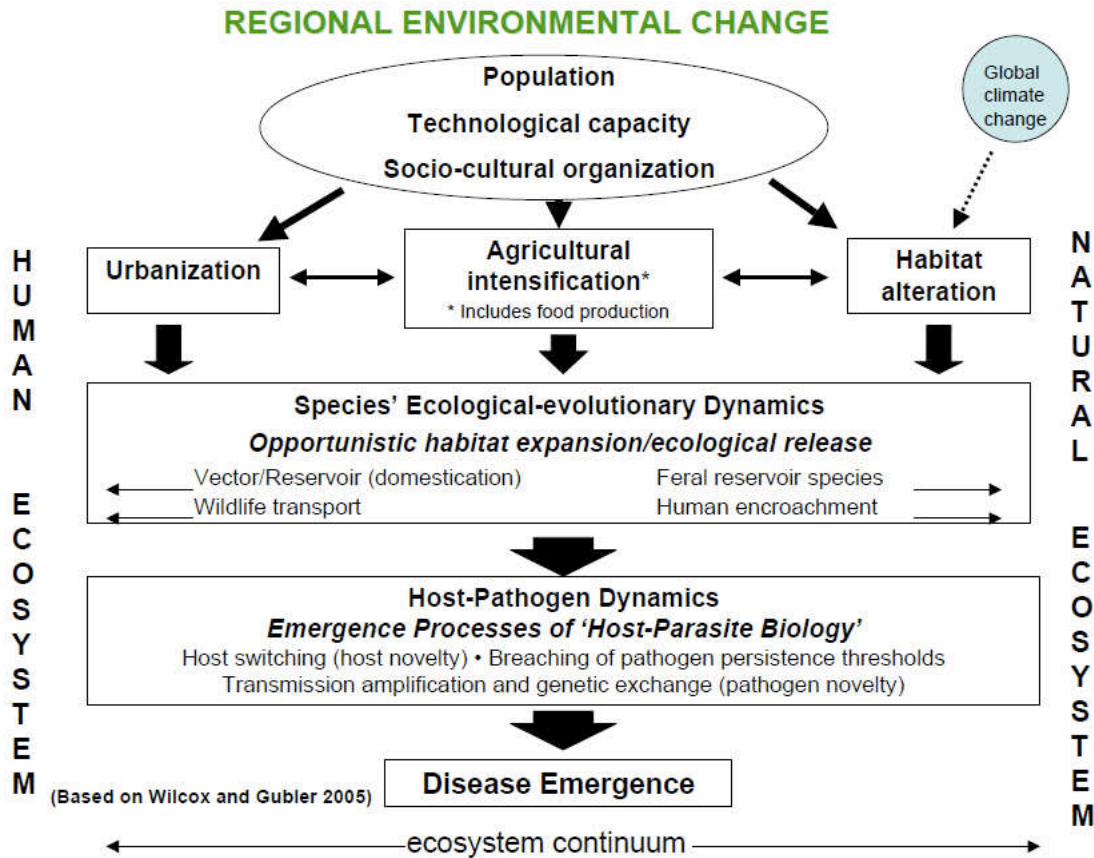 REGIONAL ENVIRONMENTAL CHANGE
Population
Technological capacity
Socio-cultural organization
Global
climate
change
HUMAN ECOSYSTEM
NATURAL ECOSYSTEM
Urbanization
Agricultural
intensification*
* Includes food production
Habitat
alteration
Species' Ecological-evolutionary Dynamics
Opportunistic habitat expansion/ecological release
Vector/Reservoir (domestication)
Feral reservoir species
Wildlife transport
Human encroachment
Host-Pathogen Dynamics
Emergence Processes of 'Host-Parasite Biology'
Host switching (host novelty) • Breaching of pathogen persistence thresholds
Transmission amplification and genetic exchange (pathogen novelty)
Disease Emergence
(Based on Wilcox and Gubler 2005)
ecosystem continuum